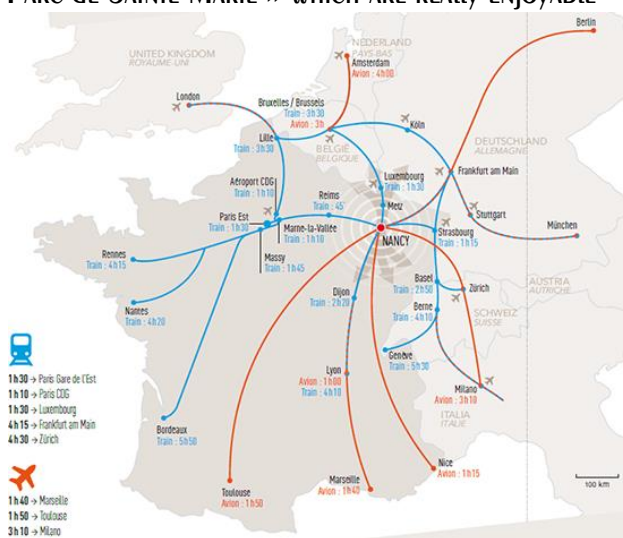 PARC DE SAINTE MARIE » WHICH ARE REALLY ENJOYABLE
Berlin
UNITED KINGDOM
ROYAUME-UNI
NEDERLAND
PAYS-BAS
Amsterdam
Avion : 4h00
London
Bruxelles / Brussels
Train : 3h30
Avion : 3h
Köln
Lille
Train : 3h30
BELGIË
BELGIQUE
DEUTSCHLAND
ALLEMAGNE
Aéroport CDG
Train : 1h10
Luxembourg
Train : 1h30
Frankfurt am Main
Reims
Train : 45'
Metz
Stuttgart
Paris Est
Train : 1h30
Marne-la-Vallée
Train : 1h10
NANCY
Strasbourg
Train : 1h15
München
Rennes
Train : 4h15
Massy
Train : 1h45
Basel
Train : 2h50
Zürich
AUSTRIA
AUTRICHE
Dijon
Train : 2h20
Nantes
Train : 4h20
Berne
Train : 4h10
SCHWEIZ
SUISSE
Genève
Train : 5h30
Lyon
Avion : 1h00
Train : 4h10
Milano
Avion : 3h10
ITALIA
ITALIE
1h30 → Paris Gare de l'Est
1h10 → Paris CDG
1h30 → Luxembourg
4h15 → Frankfurt am Main
4h30 → Zürich
Bordeaux
Train : 5h50
Nice
Avion : 1h15
Toulouse
Avion : 1h50
Marseille
Avion : 1h40
100 km
1h40 → Marseille
1h50 → Toulouse
3h10 → Milano